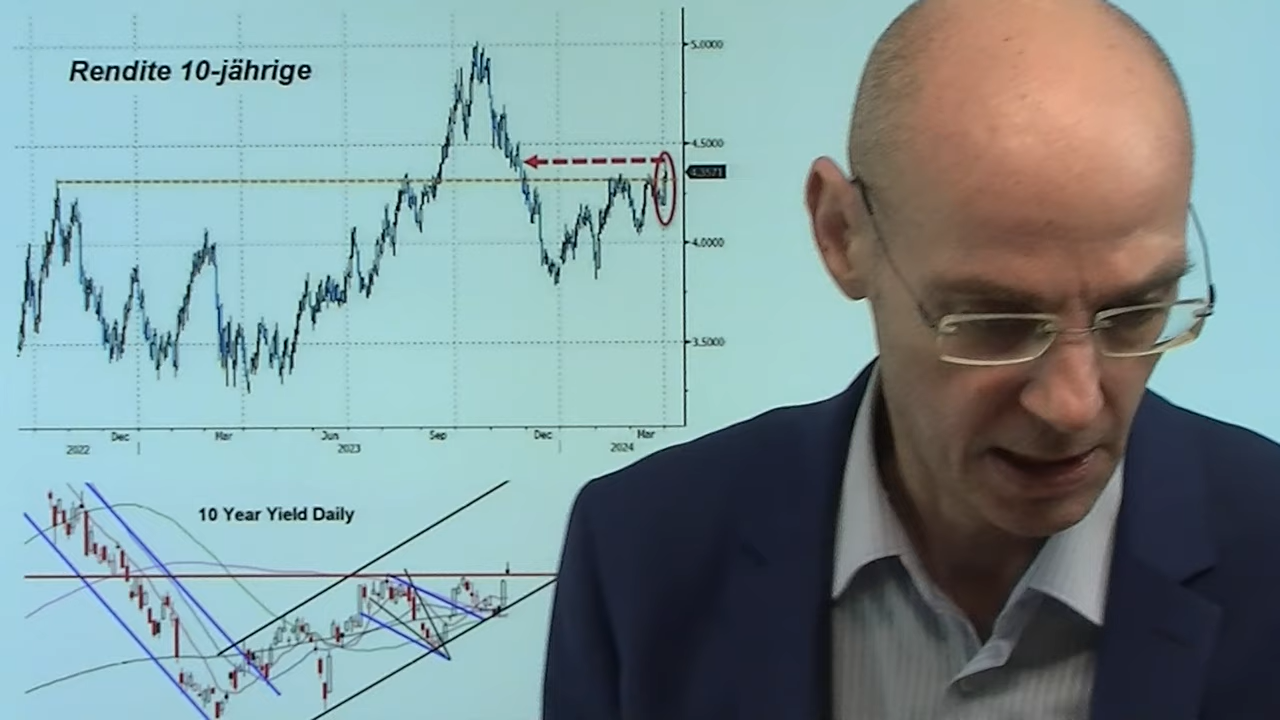 Rendite 10-jährige
5.0000
4.5000
4.3571
4.0000
3.5000
Dec Mar Jun Sep Dec Mar
2022 2023 2024
10 Year Yield Daily